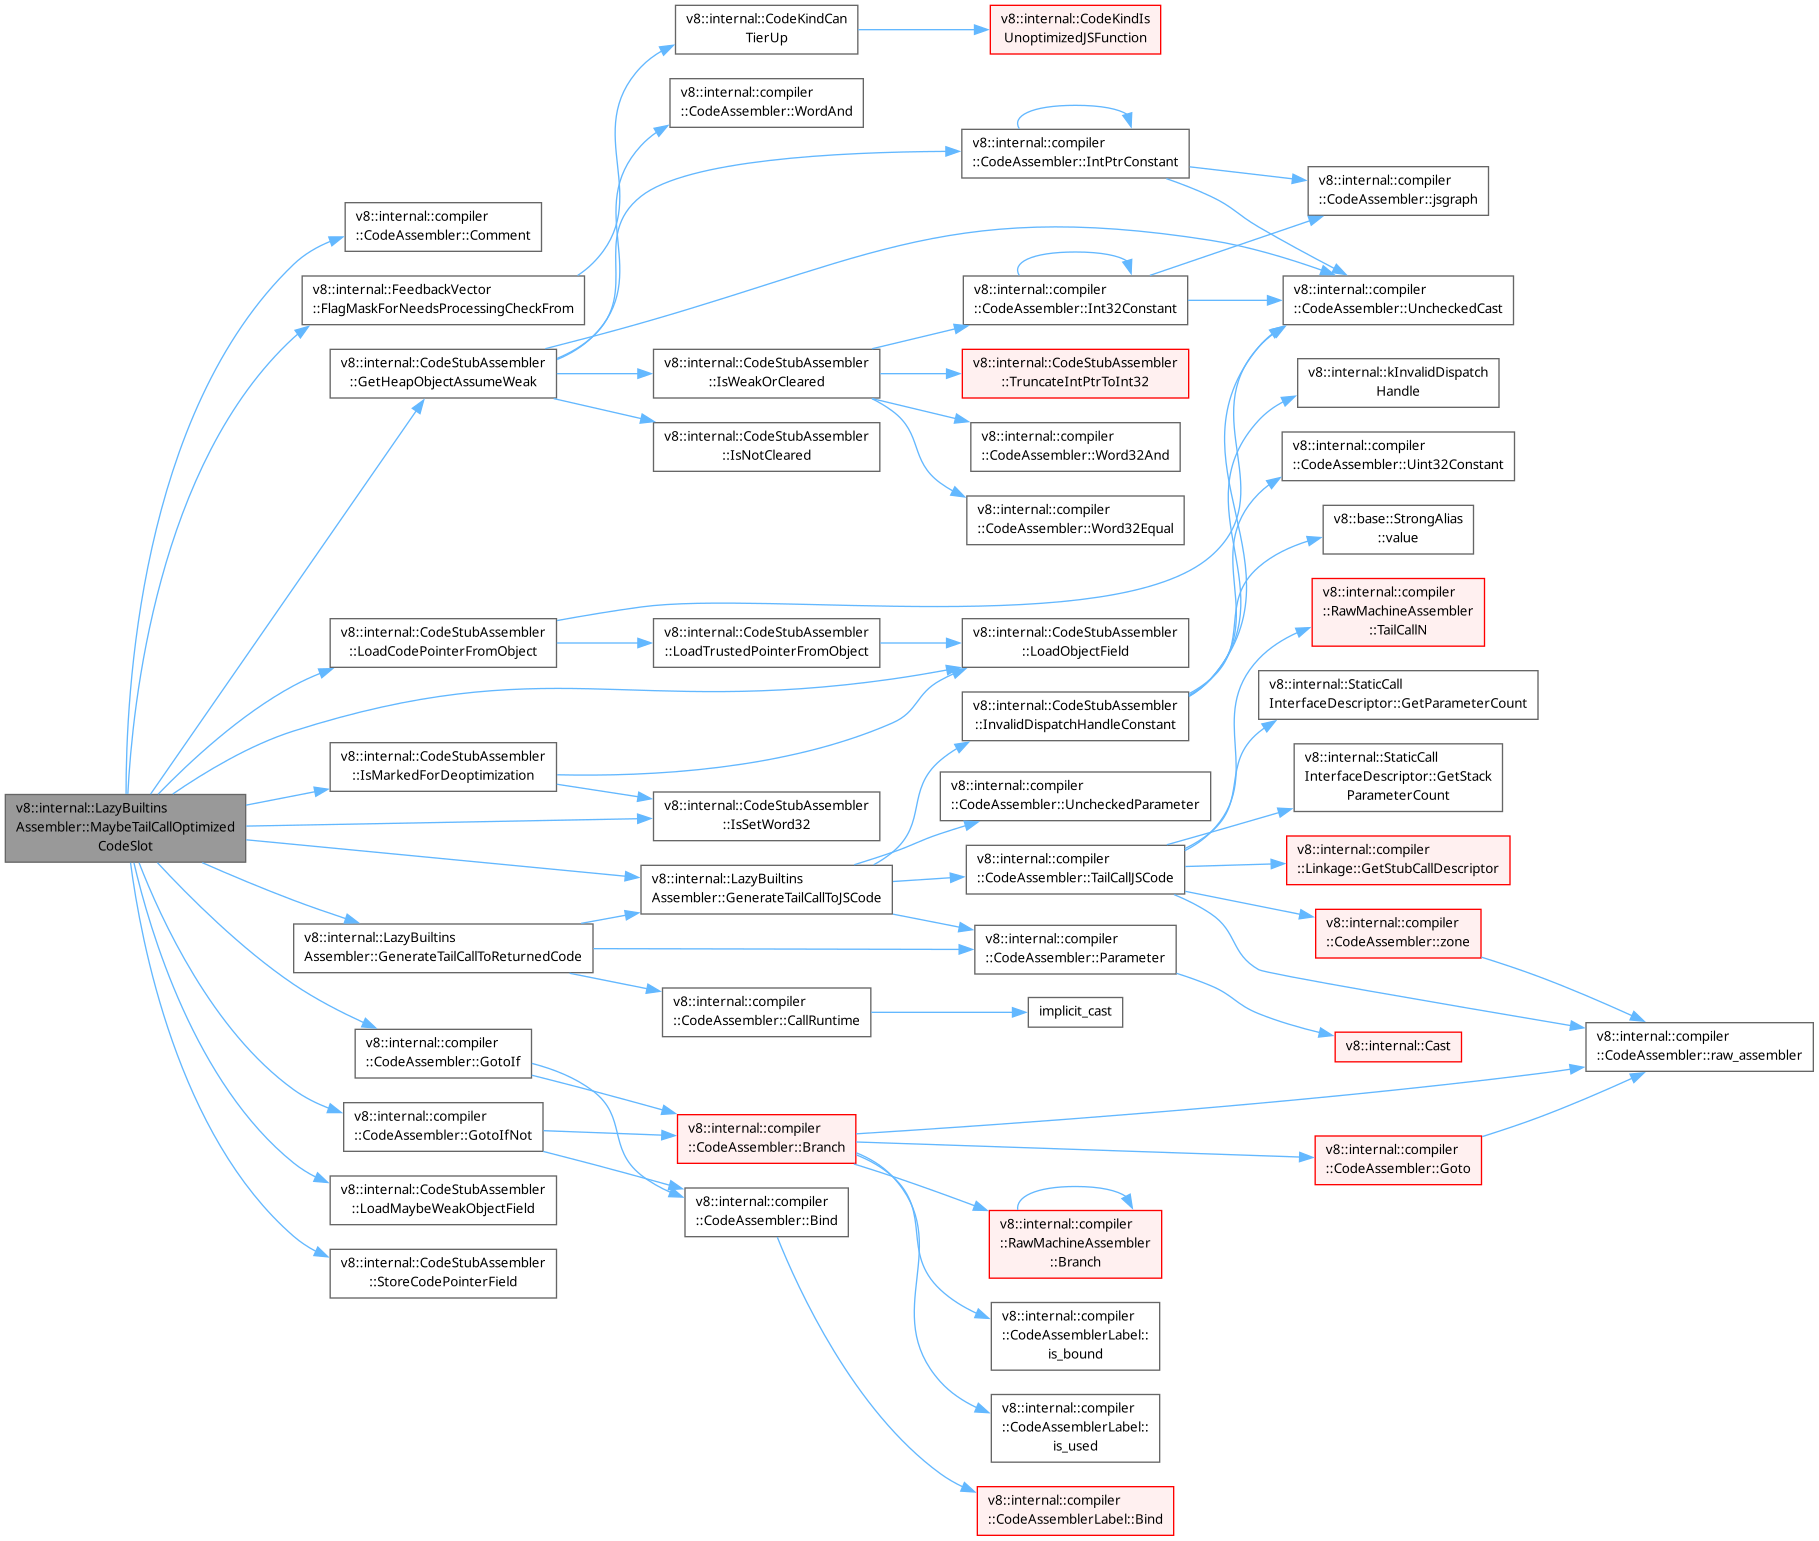 v8::internal::CodeKindCan
TierUp
v8::internal::CodeKindIs
UnoptimizedJSFunction
v8::internal::compiler
::CodeAssembler::WordAnd
v8::internal::compiler
::CodeAssembler::IntPtrConstant
v8::internal::compiler
::CodeAssembler::jsgraph
v8::internal::compiler
::CodeAssembler::Comment
v8::internal::FeedbackVector
::FlagMaskForNeedsProcessingCheckFrom
v8::internal::compiler
::CodeAssembler::Int32Constant
v8::internal::compiler
::CodeAssembler::UncheckedCast
v8::internal::CodeStubAssembler
::GetHeapObjectAssumeWeak
v8::internal::CodeStubAssembler
::IsWeakOrCleared
v8::internal::CodeStubAssembler
::TruncateIntPtrToInt32
v8::internal::kInvalidDispatch
Handle
v8::internal::CodeStubAssembler
::IsNotCleared
v8::internal::compiler
::CodeAssembler::Word32And
v8::internal::compiler
::CodeAssembler::Uint32Constant
v8::internal::compiler
::CodeAssembler::Word32Equal
v8::base::StrongAlias
::value
v8::internal::compiler
::RawMachineAssembler
::TailCallN
v8::internal::CodeStubAssembler
::LoadCodePointerFromObject
v8::internal::CodeStubAssembler
::LoadTrustedPointerFromObject
v8::internal::CodeStubAssembler
::LoadObjectField
v8::internal::StaticCall
InterfaceDescriptor::GetParameterCount
v8::internal::CodeStubAssembler
::InvalidDispatchHandleConstant
v8::internal::CodeStubAssembler
::IsMarkedForDeoptimization
v8::internal::StaticCall
InterfaceDescriptor::GetStack
ParameterCount
v8::internal::compiler
::CodeAssembler::UncheckedParameter
v8::internal::LazyBuiltins
Assembler::MaybeTailCallOptimized
CodeSlot
v8::internal::CodeStubAssembler
::IsSetWord32
v8::internal::compiler
::Linkage::GetStubCallDescriptor
v8::internal::LazyBuiltins
Assembler::GenerateTailCallToJSCode
v8::internal::compiler
::CodeAssembler::TailCallJSCode
v8::internal::compiler
::CodeAssembler::zone
v8::internal::LazyBuiltins
Assembler::GenerateTailCallToReturnedCode
v8::internal::compiler
::CodeAssembler::Parameter
v8::internal::compiler
::CodeAssembler::CallRuntime
implicit_cast
v8::internal::Cast
v8::internal::compiler
::CodeAssembler::raw_assembler
v8::internal::compiler
::CodeAssembler::GotoIf
v8::internal::compiler
::CodeAssembler::GotoIfNot
v8::internal::compiler
::CodeAssembler::Branch
v8::internal::compiler
::CodeAssembler::Goto
v8::internal::CodeStubAssembler
::LoadMaybeWeakObjectField
v8::internal::compiler
::CodeAssembler::Bind
v8::internal::compiler
::RawMachineAssembler
::Branch
v8::internal::CodeStubAssembler
::StoreCodePointerField
v8::internal::compiler
::CodeAssemblerLabel::
is_bound
v8::internal::compiler
::CodeAssemblerLabel::
is_used
v8::internal::compiler
::CodeAssemblerLabel::Bind